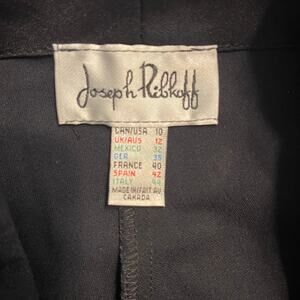 Joseph Ribkoff
CAN/USA 10
UK/AUS 12
MEXICO 32
GER 38
FRANCE 40
SPAIN 42
ITALY 44
MADE IN/FAIT AU
CANADA